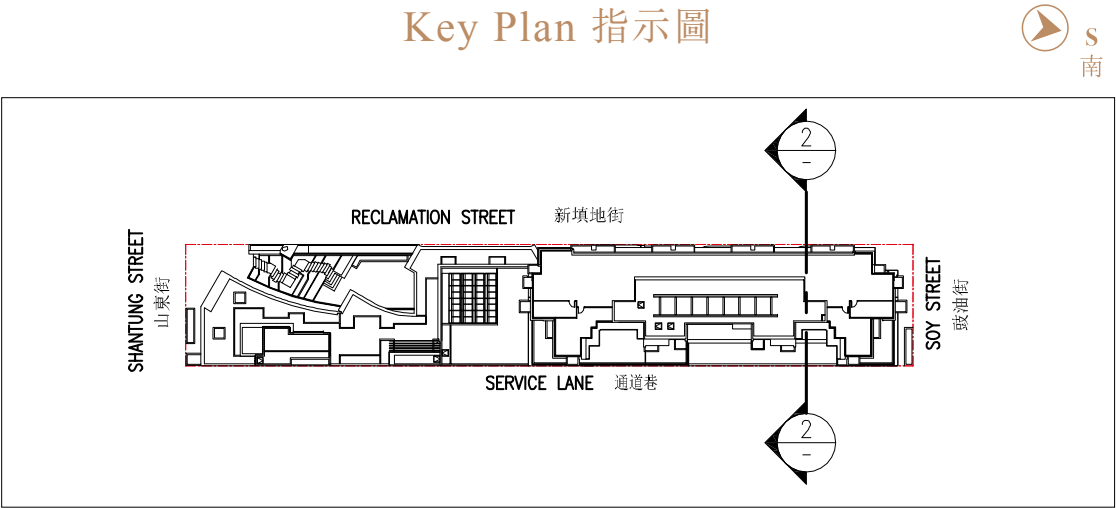 Key Plan 指示圖
S
南
2
-
RECLAMATION STREET 新填地街
SHANTUNG STREET
山東街
SOY STREET
豉油街
SERVICE LANE 通道巷
2
-